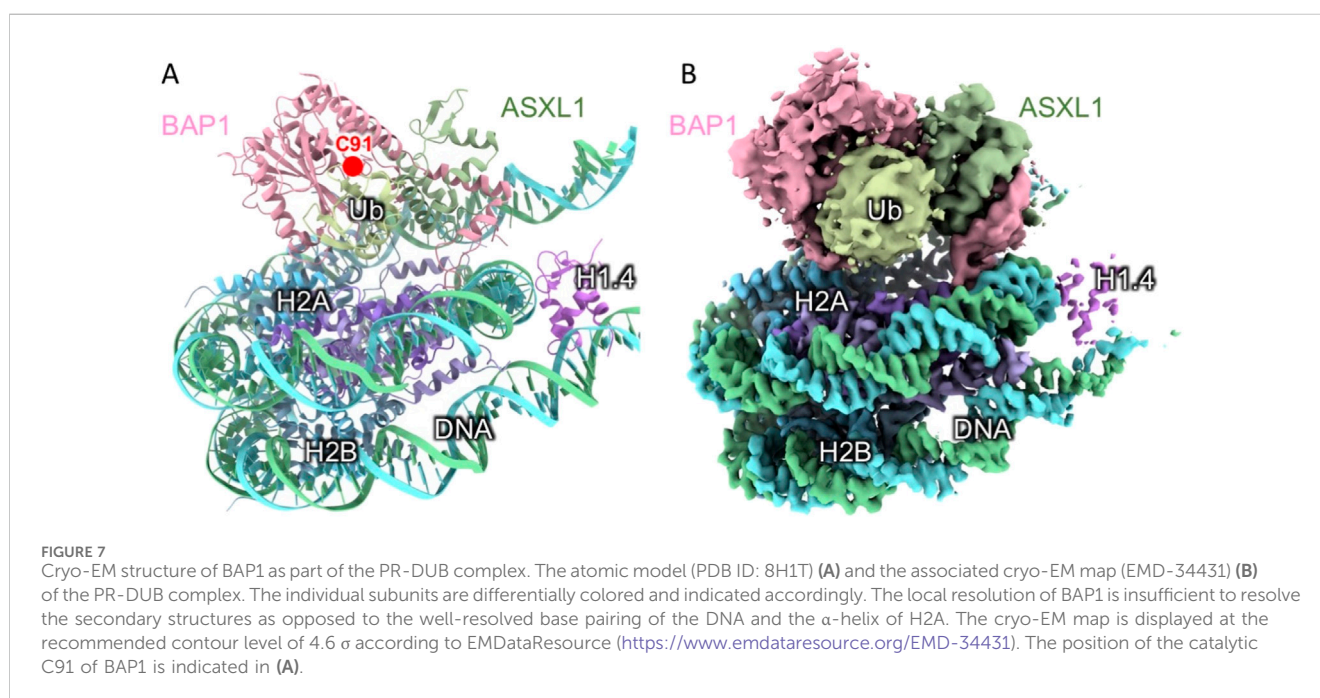 A
B
BAP1
ASXL1
BAP1
ASXL1
C91
Ub
Ub
H2A
H1.4
H2A
H1.4
DNA
DNA
H2B
H2B
FIGURE 7
Cryo-EM structure of BAP1 as part of the PR-DUB complex. The atomic model (PDB ID: 8H1T) (A) and the associated cryo-EM map (EMD-34431) (B)
of the PR-DUB complex. The individual subunits are differentially colored and indicated accordingly. The local resolution of BAP1 is insufficient to resolve
the secondary structures as opposed to the well-resolved base pairing of the DNA and the α-helix of H2A. The cryo-EM map is displayed at the
recommended contour level of 4.6 σ according to EMDataResource (https://www.emdataresource.org/EMD-34431). The position of the catalytic
C91 of BAP1 is indicated in (A).